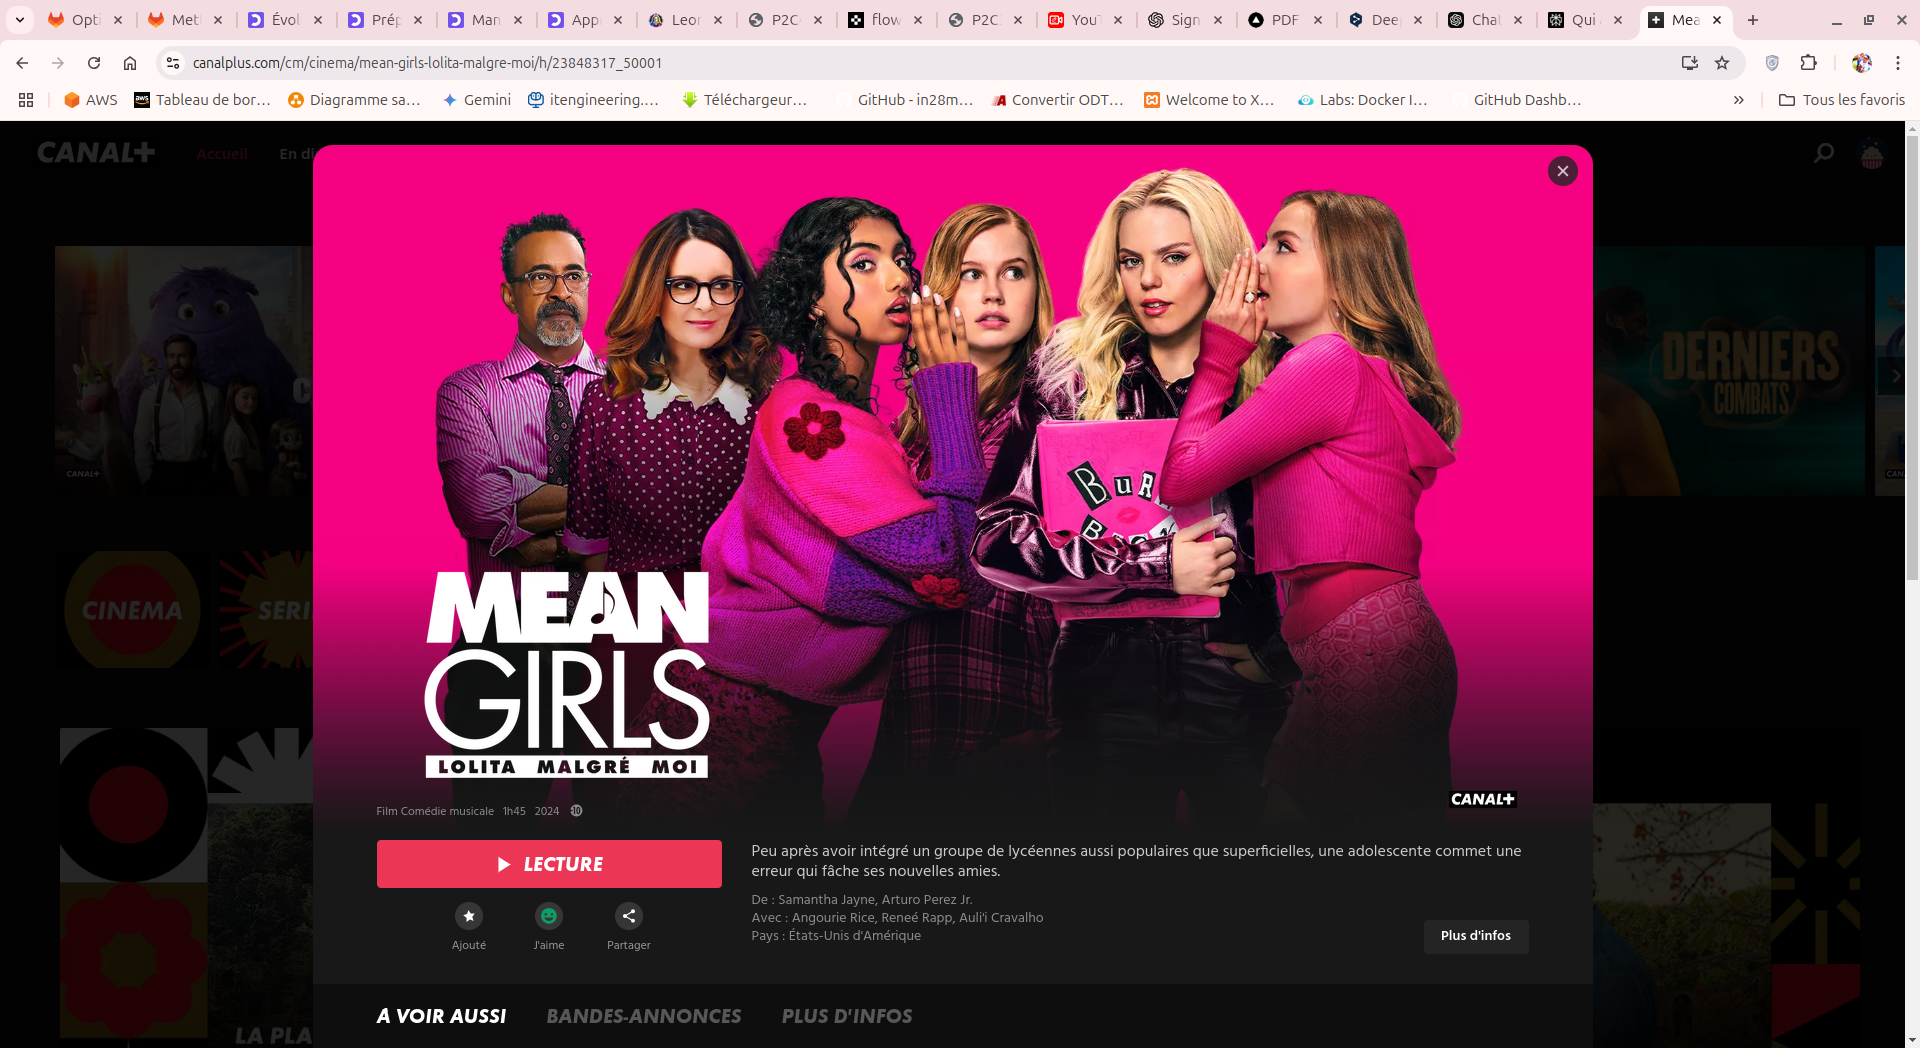 Opti
Met
Évol
Prép
Man
App
Leor
P2C
flow
P2C
YouT
Sign
PDF
Dee
Chat
Qui
Mea
canalplus.com/cm/cinema/mean-girls-lolita-malgre-moi/h/23848317_50001
AWS
Tableau de bor…
Diagramme sa…
Gemini
itengineering.…
Téléchargeur…
GitHub - in28m…
Convertir ODT…
Welcome to X…
Labs: Docker I…
GitHub Dashb…
Tous les favoris
CANAL+
Accueil
En di
CANAL+
DERNIERS
COMBATS
BUR
CINEMA
SERI
MEAN
GIRLS
LOLITA MALGRÉ MOI
CANAL+
Film Comédie musicale 1h45 2024 10
LECTURE
Ajouté
J'aime
Partager
Peu après avoir intégré un groupe de lycéennes aussi populaires que superficielles, une adolescente commet une
erreur qui fâche ses nouvelles amies.
De : Samantha Jayne, Arturo Perez Jr.
Avec : Angourie Rice, Reneé Rapp, Auli'i Cravalho
Pays : États-Unis d'Amérique
Plus d'infos
LA PLA
À VOIR AUSSI
BANDES-ANNONCES
PLUS D'INFOS